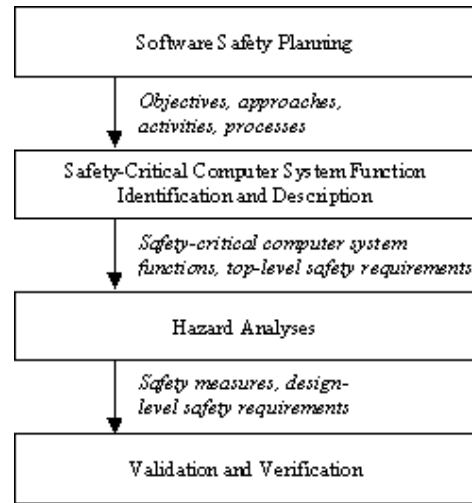 Software Safety Planning
Objectives, approaches,
activities, processes
Safety-Critical Computer System Function
Identification and Description
Safety-critical computer system
functions, top-level safety requirements
Hazard Analyses
Safety measures, design-
level safety requirements
Validation and Verification